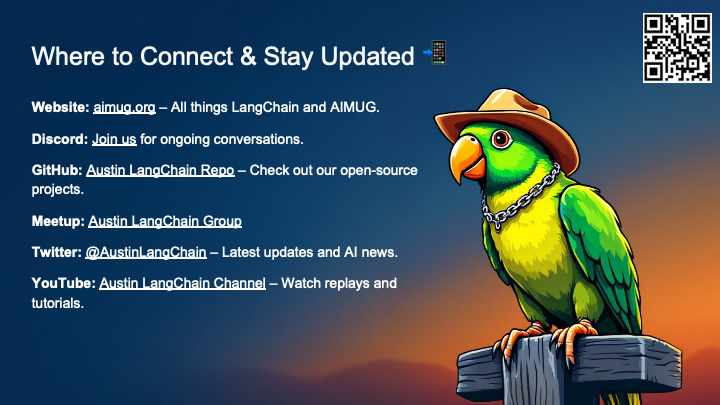 Where to Connect & Stay Updated 📲
Website: aimug.org – All things LangChain and AIMUG.
Discord: Join us for ongoing conversations.
GitHub: Austin LangChain Repo – Check out our open-source
projects.
Meetup: Austin LangChain Group
Twitter: @AustinLangChain – Latest updates and AI news.
YouTube: Austin LangChain Channel – Watch replays and
tutorials.